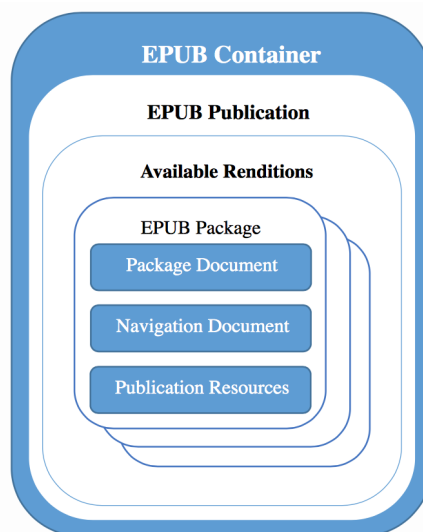 EPUB Container
EPUB Publication
Available Renditions
EPUB Package
Package Document
Navigation Document
Publication Resources